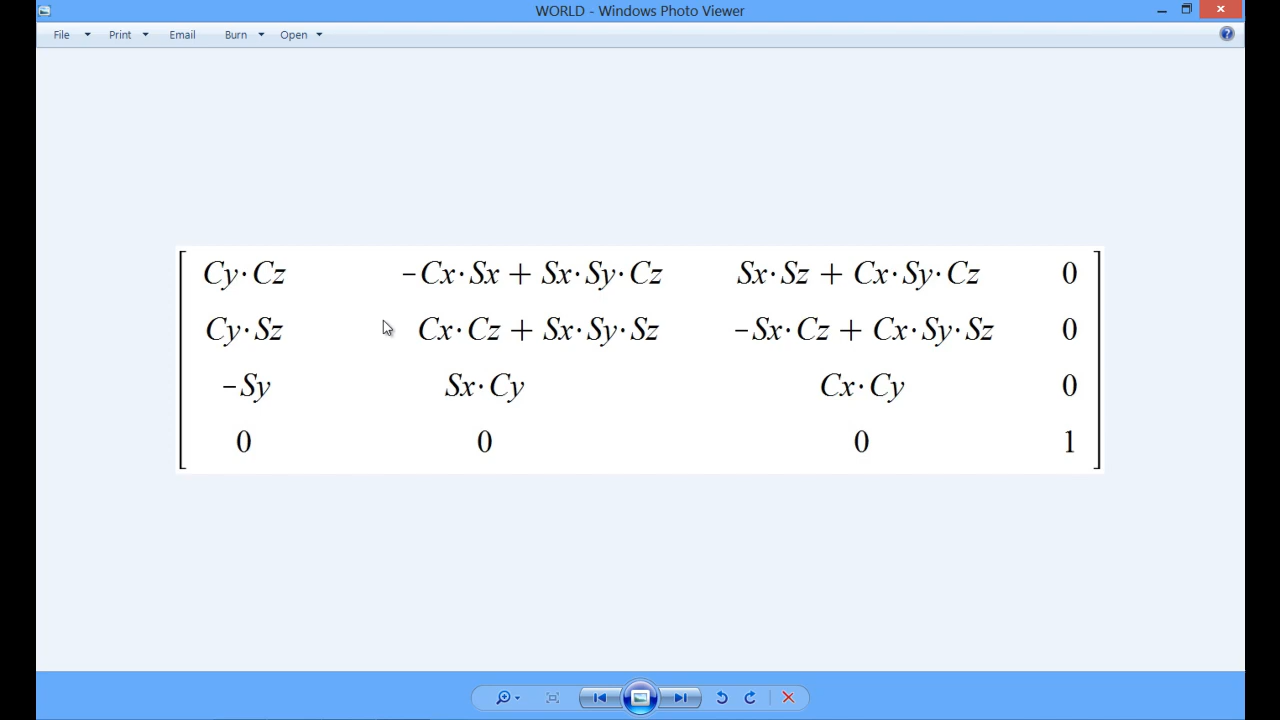 WORLD - Windows Photo Viewer
File Print Email Burn Open
Cy·Cz -Cx·Sx + Sx·Sy·Cz Sx·Sz + Cx·Sy·Cz 0
Cy·Sz Cx·Cz + Sx·Sy·Sz -Sx·Cz + Cx·Sy·Sz 0
-Sy Sx·Cy Cx·Cy 0
0 0 0 1